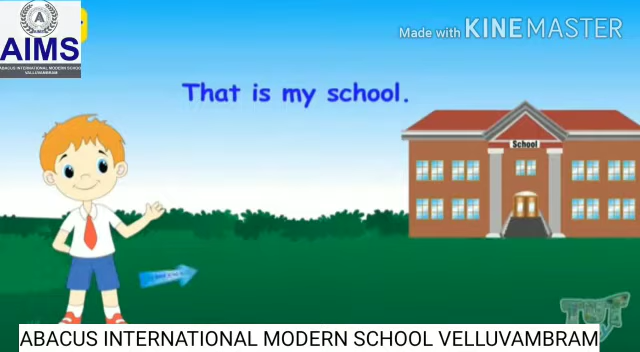 AIMS
ABACUS INTERNATIONAL MODERN SCHOOL
VELLUVAMBRAM
Made with KINEMASTER
That is my school.
School
ABACUS INTERNATIONAL MODERN SCHOOL VELLUVAMBRAM